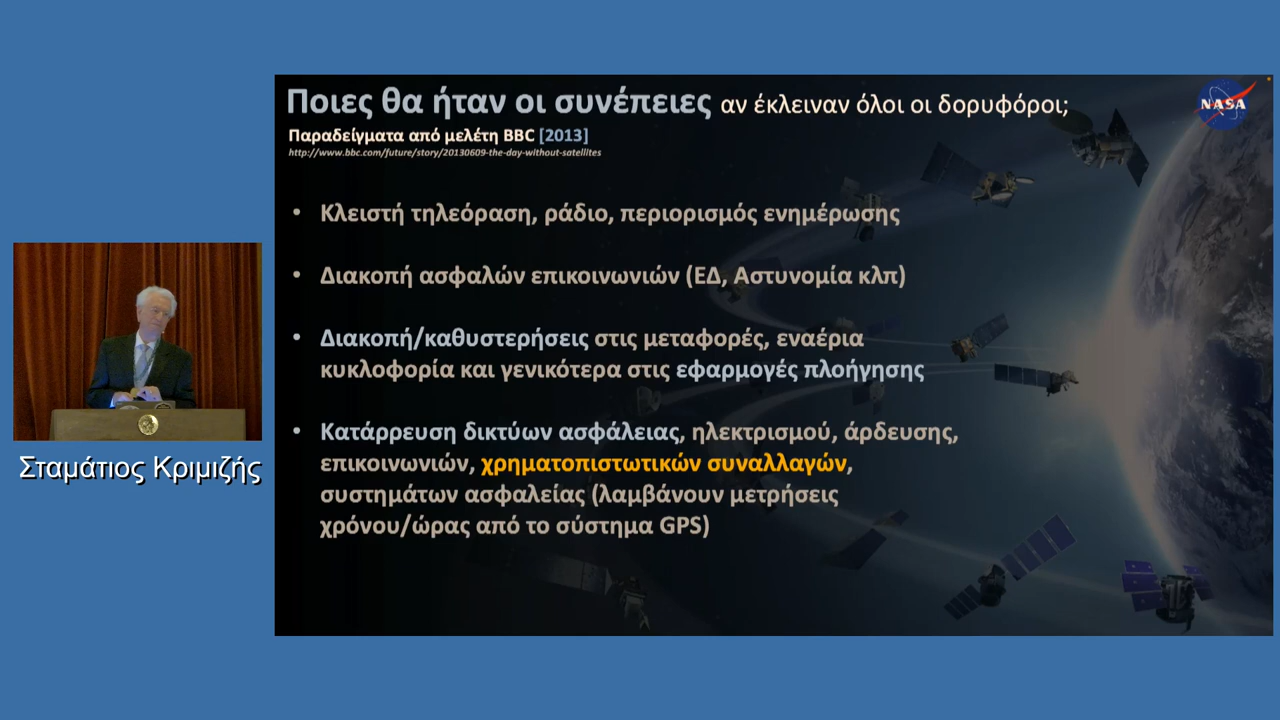 Ποιες θα ήταν οι συνέπειες αν έκλειναν όλοι οι δορυφόροι;
Παραδείγματα από μελέτη BBC [2013]
http://www.bbc.com/future/story/20130609-the-day-without-satellites
NASA
• Κλειστή τηλεόραση, ράδιο, περιορισμός ενημέρωσης
• Διακοπή ασφαλών επικοινωνιών (ΕΔ, Αστυνομία κλπ)
• Διακοπή/καθυστερήσεις στις μεταφορές, εναέρια
κυκλοφορία και γενικότερα στις εφαρμογές πλοήγησης
• Κατάρρευση δικτύων ασφάλειας, ηλεκτρισμού, άρδευσης,
επικοινωνιών, χρηματοπιστωτικών συναλλαγών,
συστημάτων ασφαλείας (λαμβάνουν μετρήσεις
χρόνου/ώρας από το σύστημα GPS)
Σταμάτιος Κριμιζής